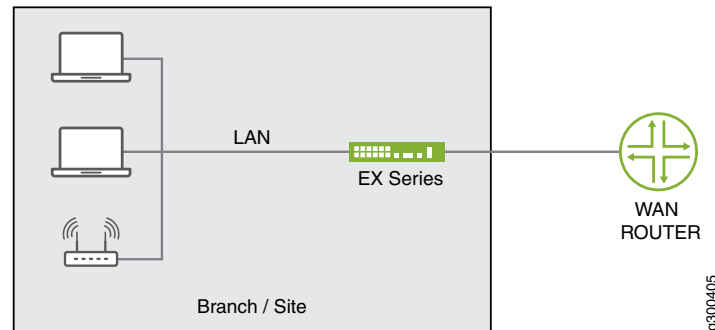 LAN
EX Series
WAN
ROUTER
Branch / Site
g300405